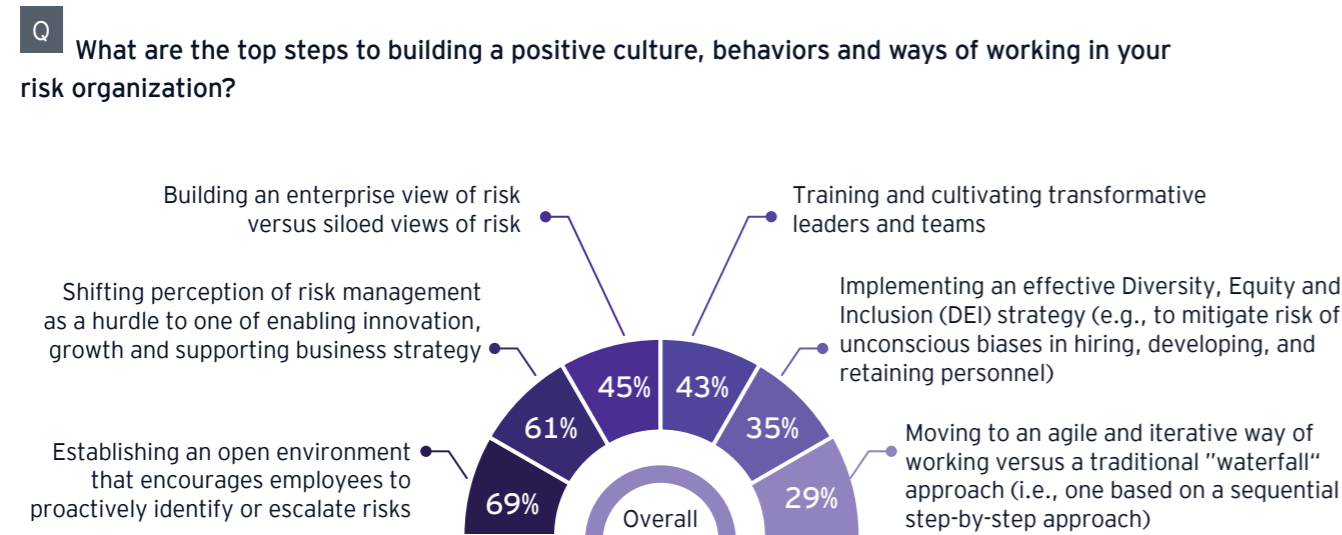 Q
What are the top steps to building a positive culture, behaviors and ways of working in your
risk organization?
Building an enterprise view of risk
versus siloed views of risk
Training and cultivating transformative
leaders and teams
Shifting perception of risk management
as a hurdle to one of enabling innovation,
growth and supporting business strategy
Implementing an effective Diversity, Equity and
Inclusion (DEI) strategy (e.g., to mitigate risk of
unconscious biases in hiring, developing, and
retaining personnel)
Establishing an open environment
that encourages employees to
proactively identify or escalate risks
Moving to an agile and iterative way of
working versus a traditional "waterfall“
approach (i.e., one based on a sequential
step-by-step approach)
69%
61%
45%
43%
35%
29%
Overall